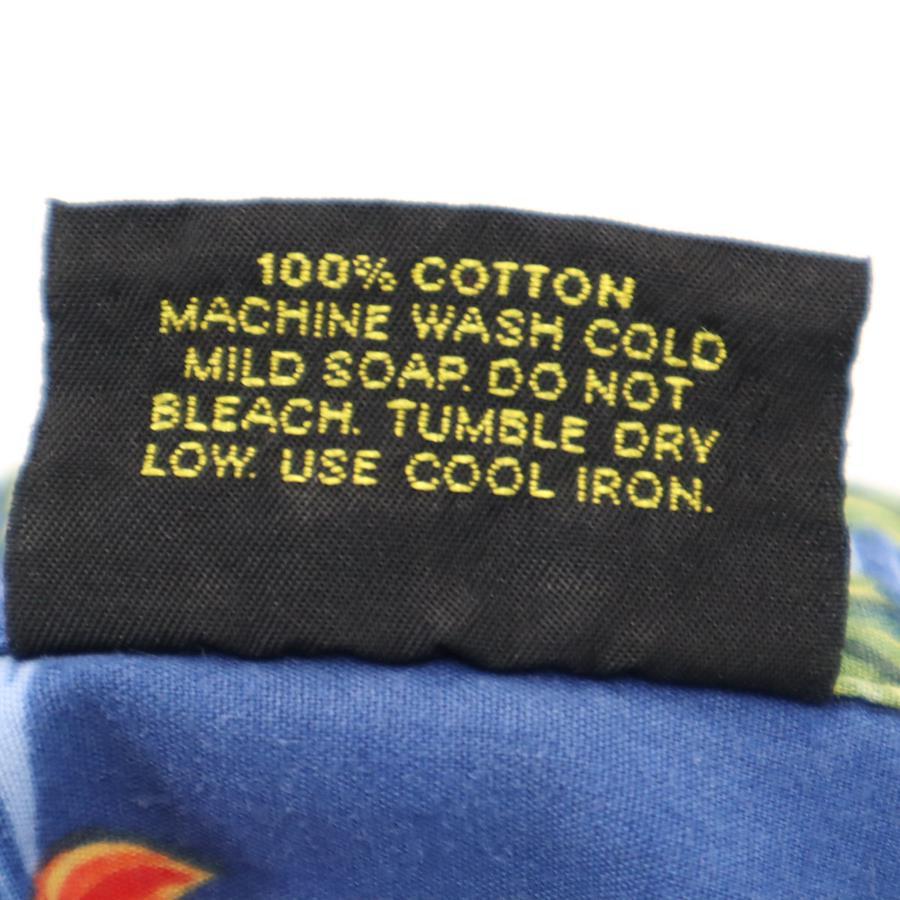 100% COTTON
MACHINE WASH COLD
MILD SOAP. DO NOT
BLEACH. TUMBLE DRY
LOW. USE COOL IRON.